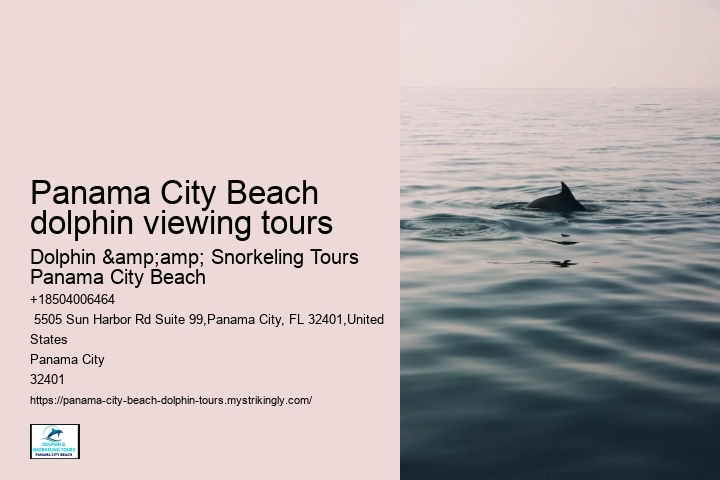 Panama City Beach
dolphin viewing tours
Dolphin &amp;amp; Snorkeling Tours
Panama City Beach
+18504006464
5505 Sun Harbor Rd Suite 99,Panama City, FL 32401,United
States
Panama City
32401
https://panama-city-beach-dolphin-tours.mystrikingly.com/
DOLPHIN &
SNORKELING TOURS
PANAMA CITY BEACH